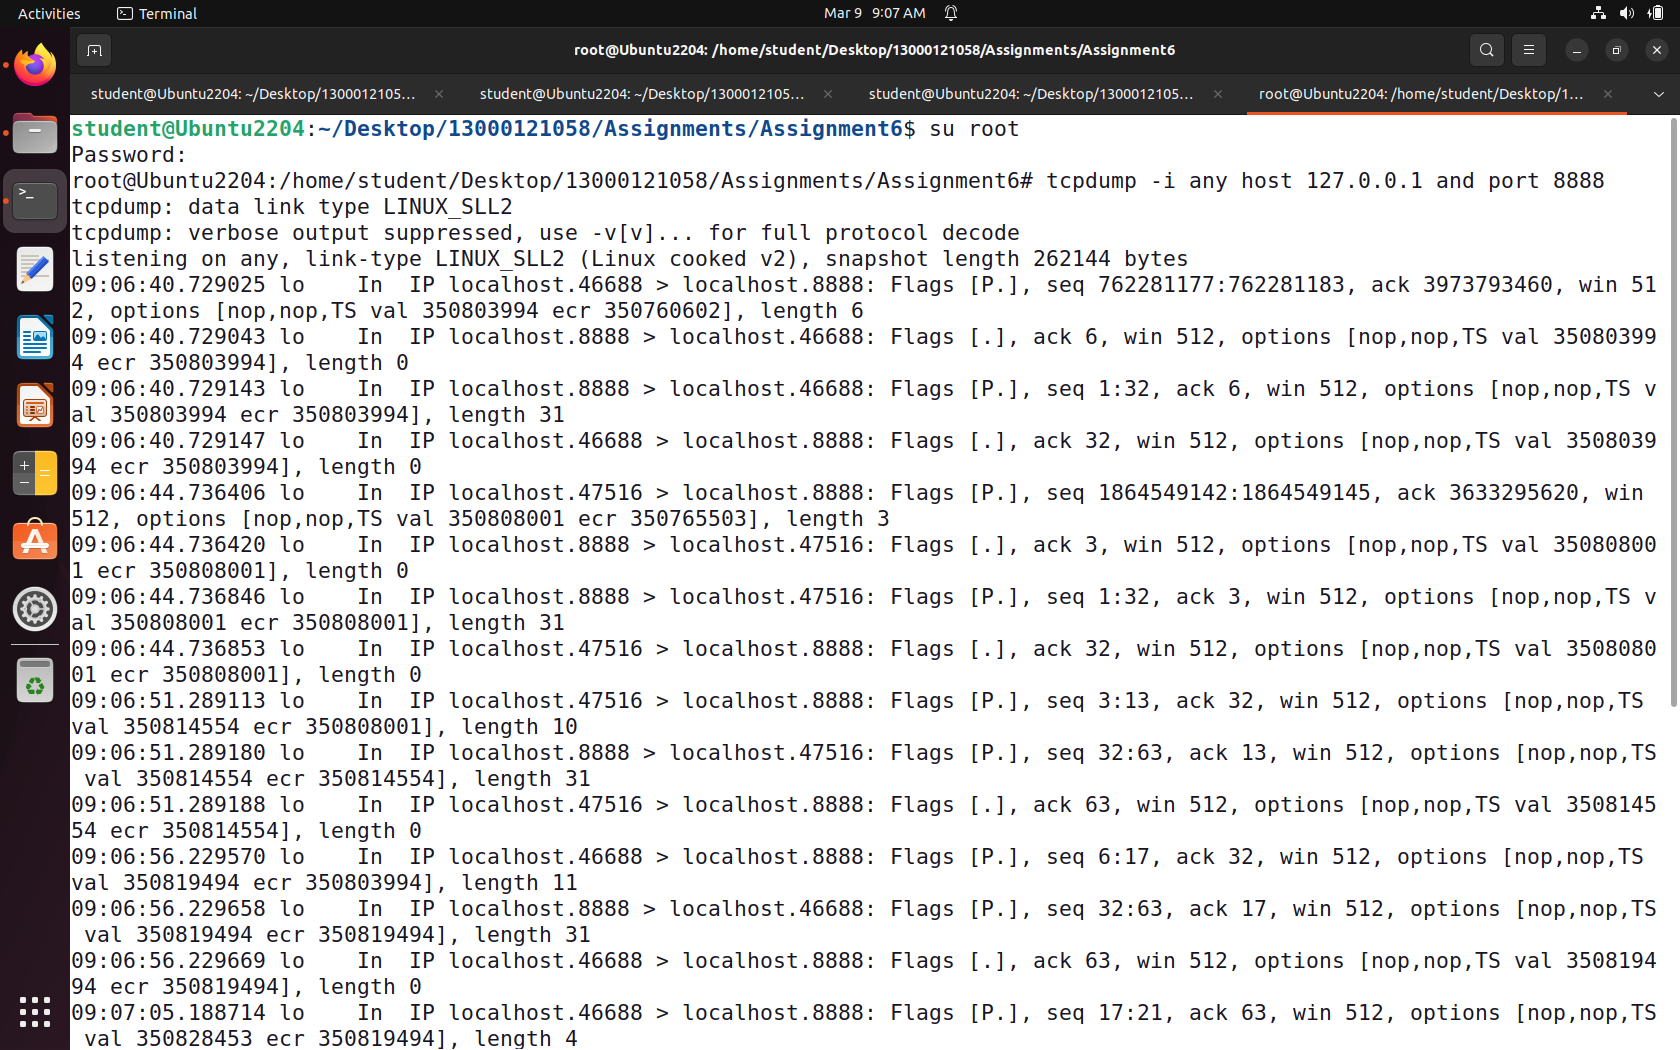 Activities Terminal Mar 9 9:07 AM
root@Ubuntu2204: /home/student/Desktop/13000121058/Assignments/Assignment6
student@Ubuntu2204: ~/Desktop/1300012105... student@Ubuntu2204: ~/Desktop/1300012105... student@Ubuntu2204: ~/Desktop/1300012105... root@Ubuntu2204: /home/student/Desktop/1...
student@Ubuntu2204:~/Desktop/13000121058/Assignments/Assignment6$ su root
Password:
root@Ubuntu2204:/home/student/Desktop/13000121058/Assignments/Assignment6# tcpdump -i any host 127.0.0.1 and port 8888
tcpdump: data link type LINUX_SLL2
tcpdump: verbose output suppressed, use -v[v]... for full protocol decode
listening on any, link-type LINUX_SLL2 (Linux cooked v2), snapshot length 262144 bytes
09:06:40.729025 lo    In  IP localhost.46688 > localhost.8888: Flags [P.], seq 762281177:762281183, ack 3973793460, win 51
2, options [nop,nop,TS val 350803994 ecr 350760602], length 6
09:06:40.729043 lo    In  IP localhost.8888 > localhost.46688: Flags [.], ack 6, win 512, options [nop,nop,TS val 35080399
4 ecr 350803994], length 0
09:06:40.729143 lo    In  IP localhost.8888 > localhost.46688: Flags [P.], seq 1:32, ack 6, win 512, options [nop,nop,TS v
al 350803994 ecr 350803994], length 31
09:06:40.729147 lo    In  IP localhost.46688 > localhost.8888: Flags [.], ack 32, win 512, options [nop,nop,TS val 3508039
94 ecr 350803994], length 0
09:06:44.736406 lo    In  IP localhost.47516 > localhost.8888: Flags [P.], seq 1864549142:1864549145, ack 3633295620, win
512, options [nop,nop,TS val 350808001 ecr 350765503], length 3
09:06:44.736420 lo    In  IP localhost.8888 > localhost.47516: Flags [.], ack 3, win 512, options [nop,nop,TS val 35080800
1 ecr 350808001], length 0
09:06:44.736846 lo    In  IP localhost.8888 > localhost.47516: Flags [P.], seq 1:32, ack 3, win 512, options [nop,nop,TS v
al 350808001 ecr 350808001], length 31
09:06:44.736853 lo    In  IP localhost.47516 > localhost.8888: Flags [.], ack 32, win 512, options [nop,nop,TS val 3508080
01 ecr 350808001], length 0
09:06:51.289113 lo    In  IP localhost.47516 > localhost.8888: Flags [P.], seq 3:13, ack 32, win 512, options [nop,nop,TS
val 350814554 ecr 350808001], length 10
09:06:51.289180 lo    In  IP localhost.8888 > localhost.47516: Flags [P.], seq 32:63, ack 13, win 512, options [nop,nop,TS
 val 350814554 ecr 350814554], length 31
09:06:51.289188 lo    In  IP localhost.47516 > localhost.8888: Flags [.], ack 63, win 512, options [nop,nop,TS val 3508145
54 ecr 350814554], length 0
09:06:56.229570 lo    In  IP localhost.46688 > localhost.8888: Flags [P.], seq 6:17, ack 32, win 512, options [nop,nop,TS
val 350819494 ecr 350803994], length 11
09:06:56.229658 lo    In  IP localhost.8888 > localhost.46688: Flags [P.], seq 32:63, ack 17, win 512, options [nop,nop,TS
 val 350819494 ecr 350819494], length 31
09:06:56.229669 lo    In  IP localhost.46688 > localhost.8888: Flags [.], ack 63, win 512, options [nop,nop,TS val 3508194
94 ecr 350819494], length 0
09:07:05.188714 lo    In  IP localhost.46688 > localhost.8888: Flags [P.], seq 17:21, ack 63, win 512, options [nop,nop,TS
 val 350828453 ecr 350819494], length 4